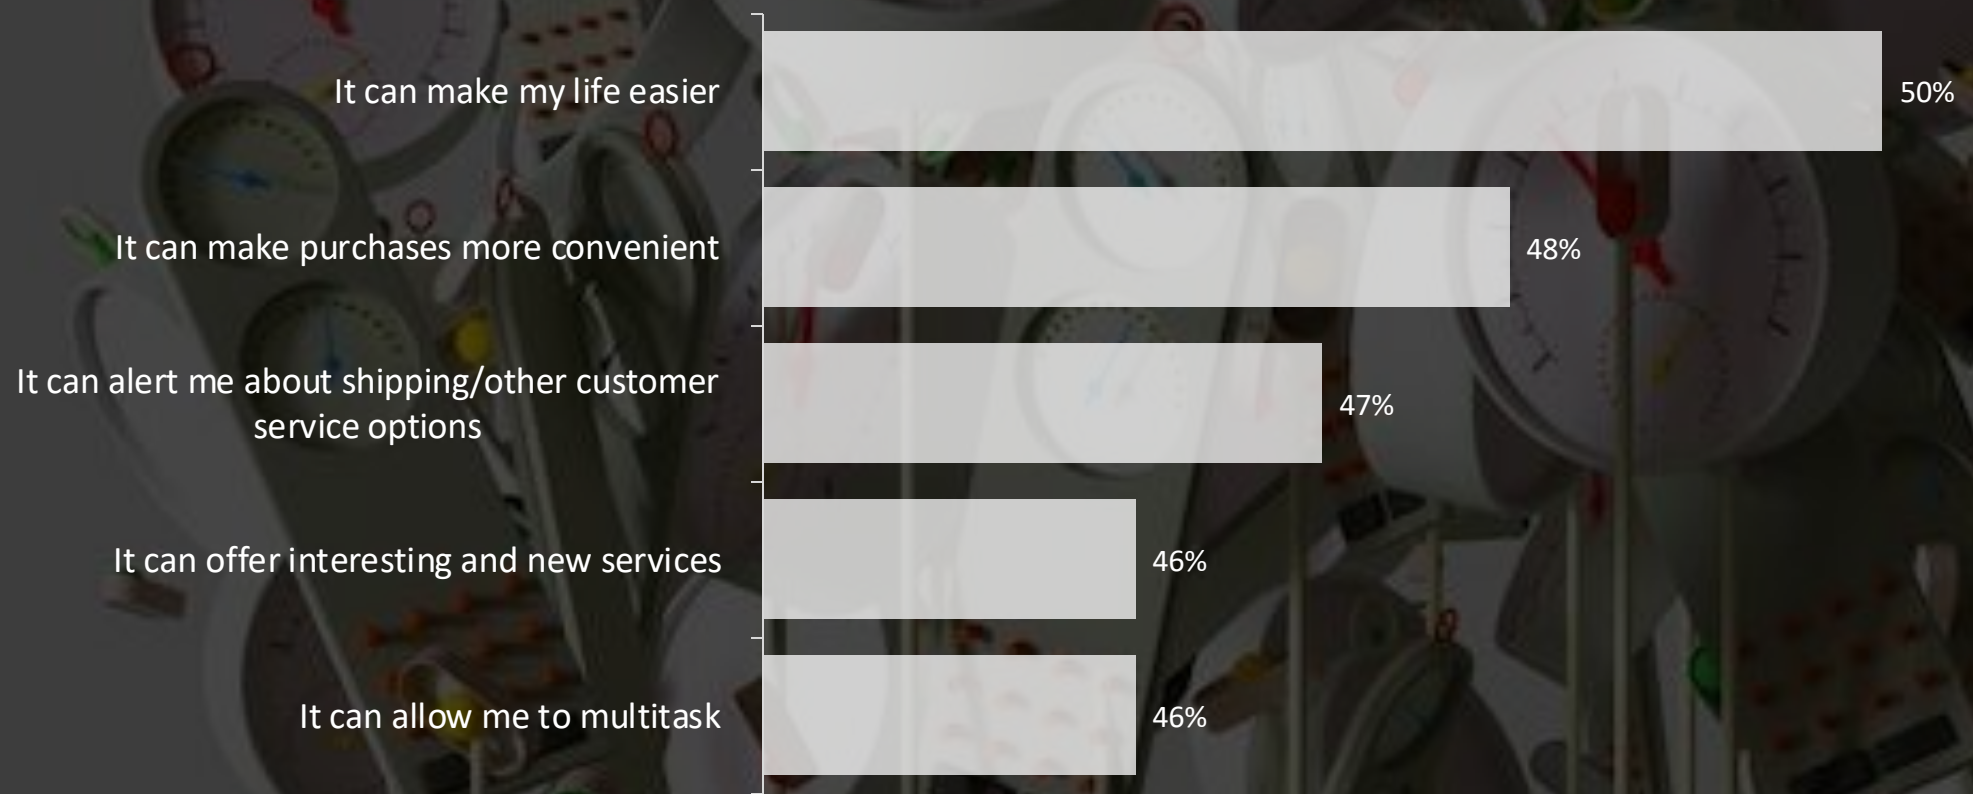 It can make my life easier
50%
It can make purchases more convenient
48%
It can alert me about shipping/other customer
service options
47%
It can offer interesting and new services
46%
It can allow me to multitask
46%